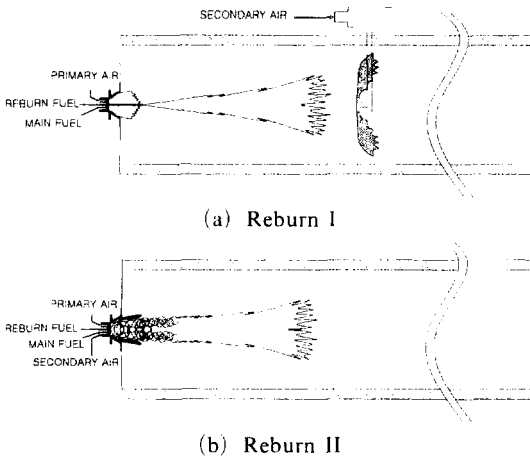 SECONDARY AIR
PRIMARY AIR
REBURN FUEL
MAIN FUEL
(a) Reburn I
PRIMARY AIR
REBURN FUEL
MAIN FUEL
SECONDARY AIR
(b) Reburn II